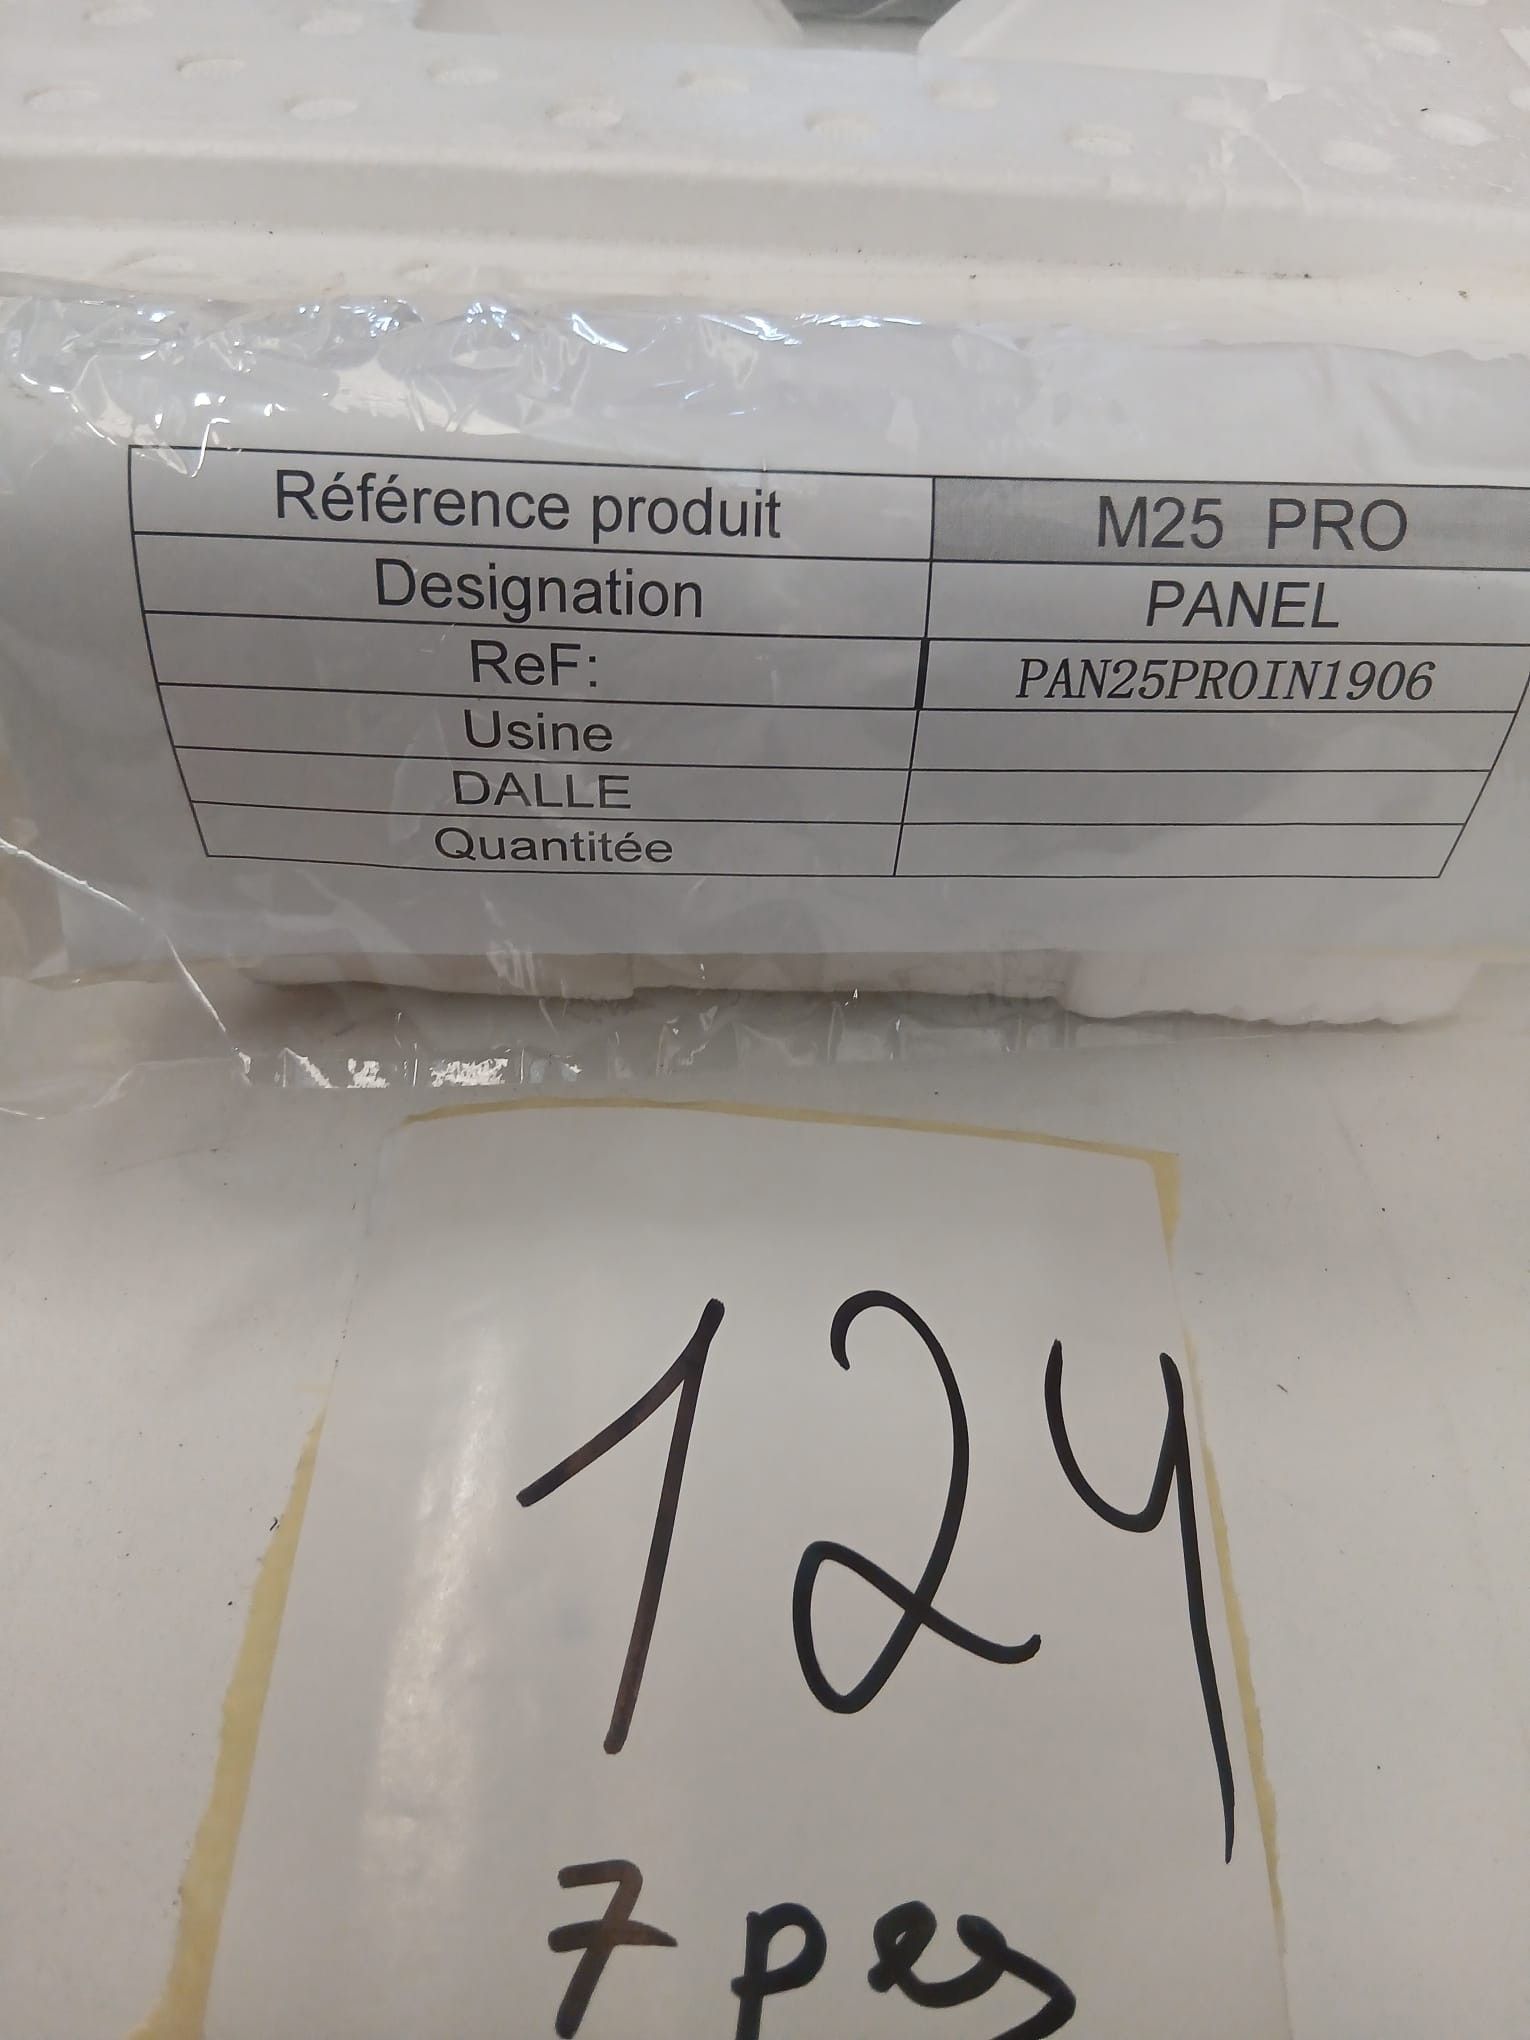 Référence produit M25 PRO
Designation PANEL
ReF: PAN25PROIN1906
Usine
DALLE
Quantitée
124
7 pcs